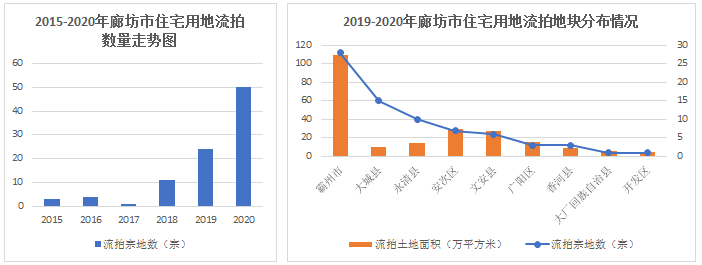 2015-2020年廊坊市住宅用地流拍
数量走势图
60
50
40
30
20
10
0
2015 2016 2017 2018 2019 2020
流拍宗地数（宗）
2019-2020年廊坊市住宅用地流拍地块分布情况
120 30
100 25
80 20
60 15
40 10
20 5
0 0
霸州市 大城县 永清县 安次区 文安县 广阳区 香河县 大厂回族自治县 开发区
流拍土地面积（万平方米） 流拍宗地数（宗）